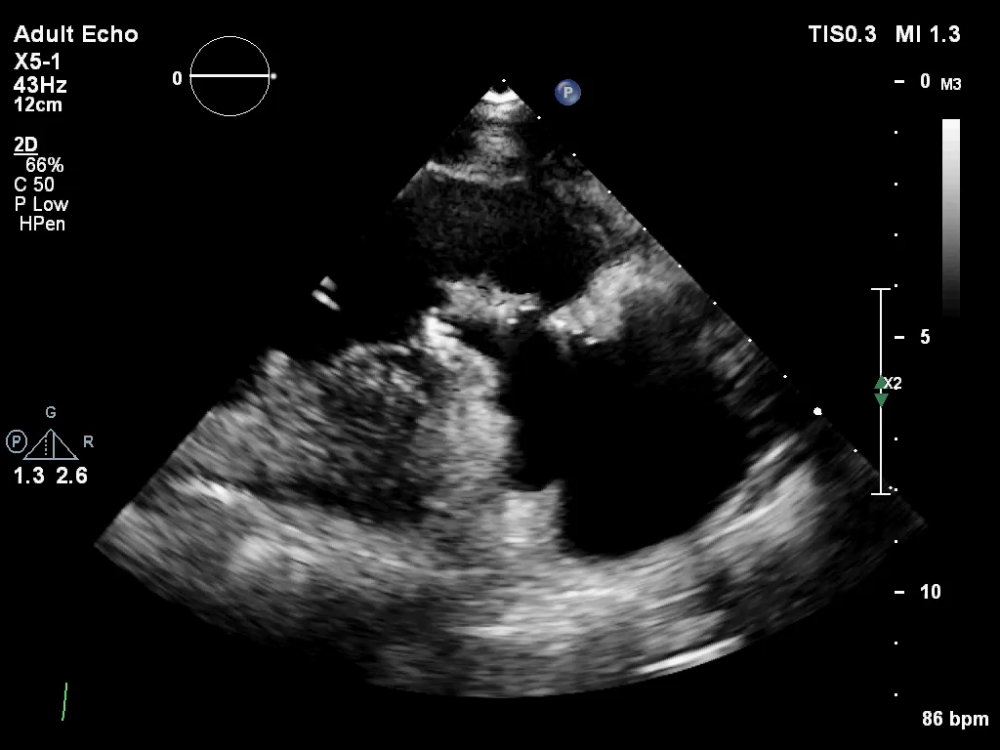 Adult Echo
X5-1
43Hz
12cm
0
2D
66%
C 50
P Low
HPen
P
TIS0.3 MI 1.3
0 M3
5
X2
G
P R
1.3 2.6
10
86 bpm